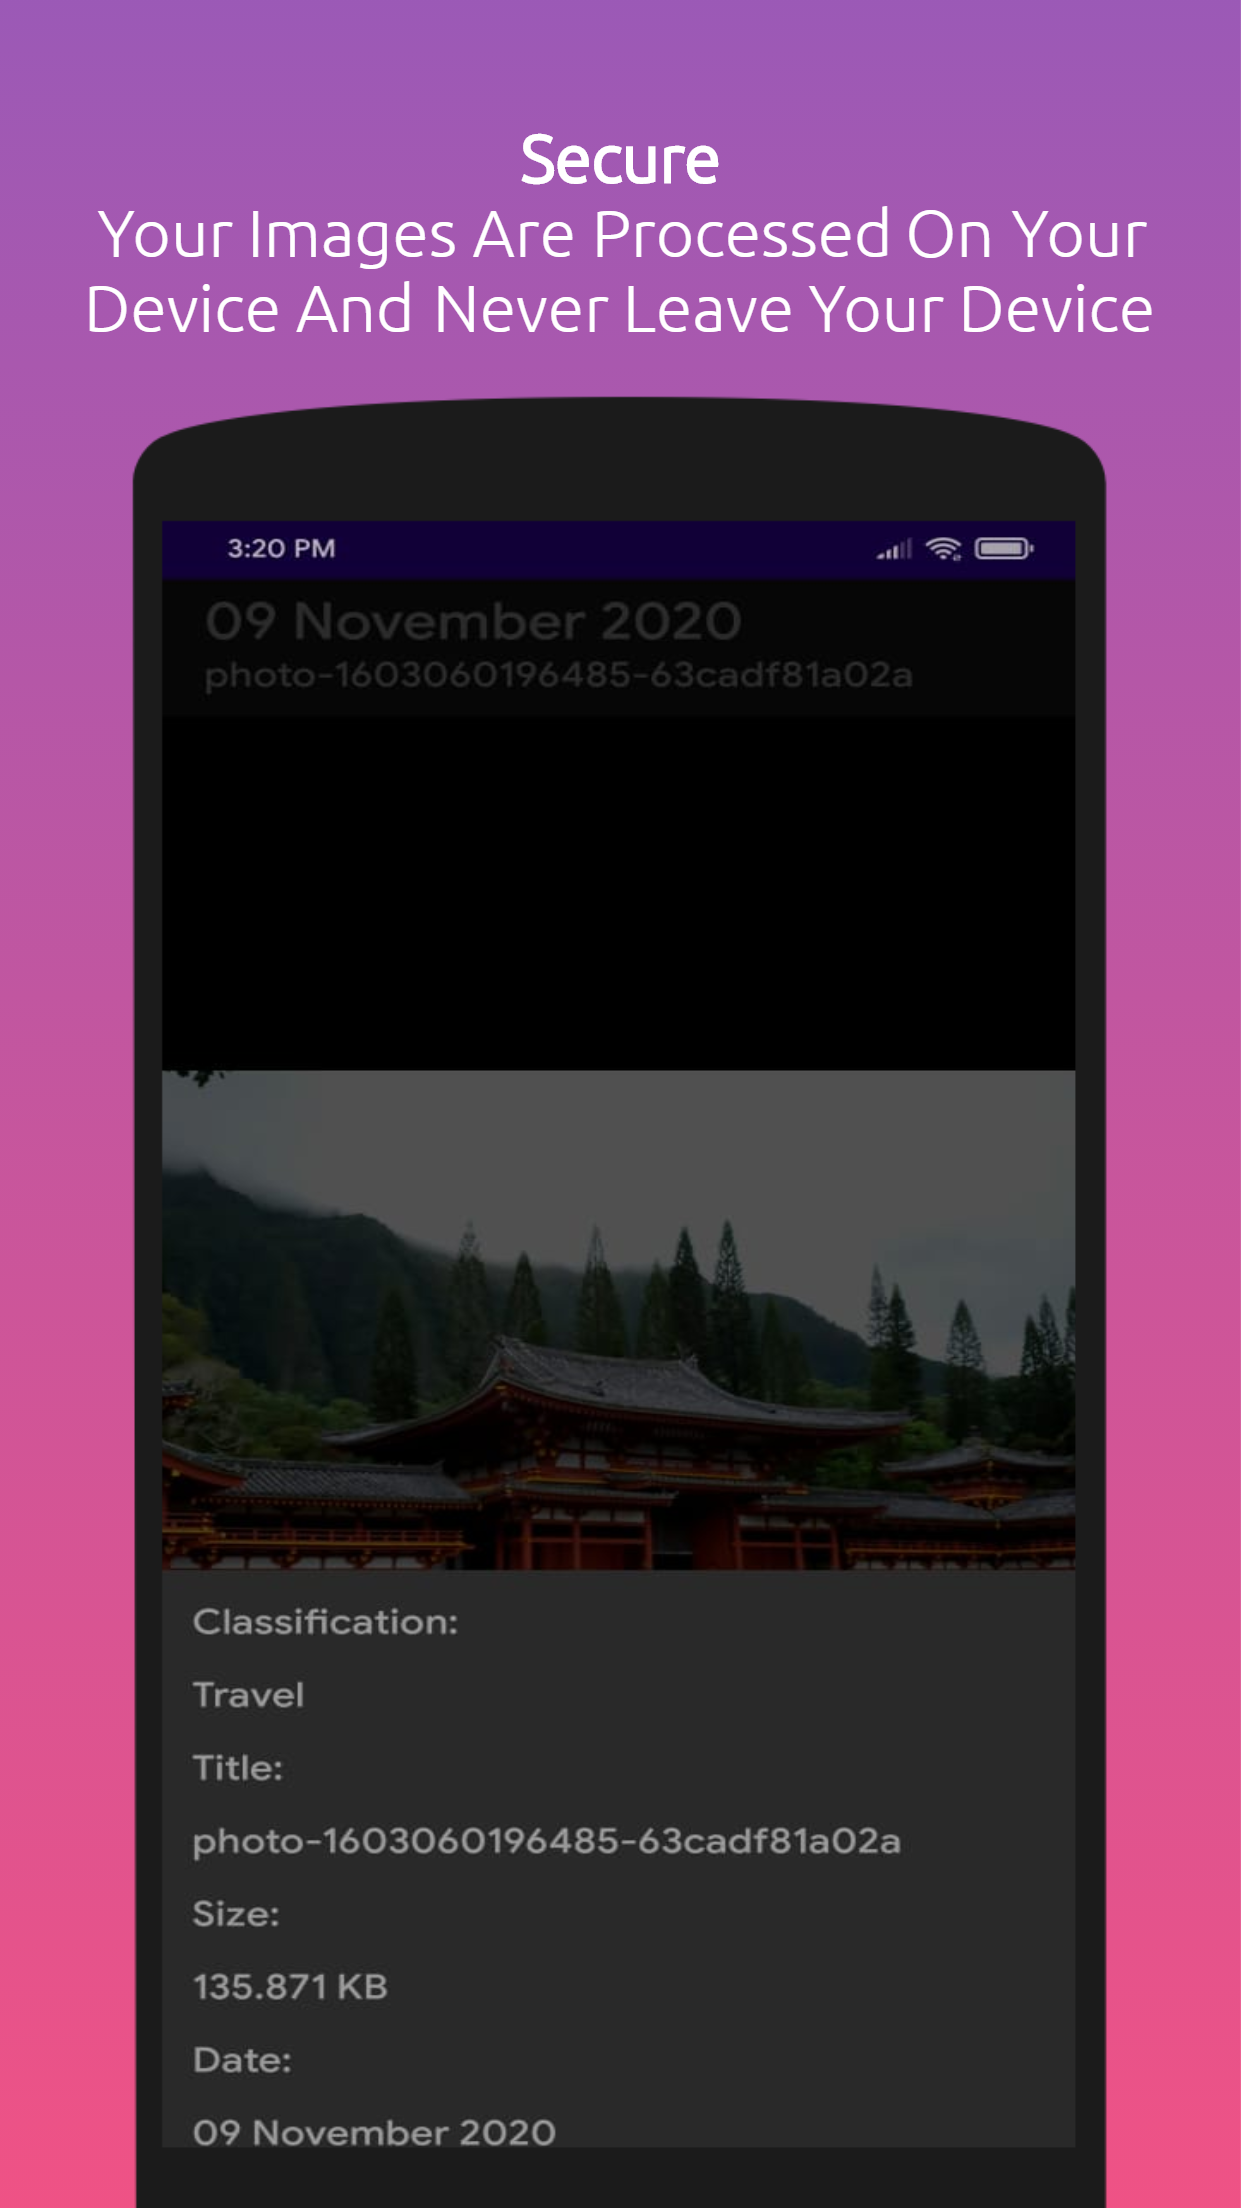 Secure
Your Images Are Processed On Your
Device And Never Leave Your Device
3:20 PM
09 November 2020
photo-1603060196485-63cadf81a02a
Classification:
Travel
Title:
photo-1603060196485-63cadf81a02a
Size:
135.871 KB
Date:
09 November 2020